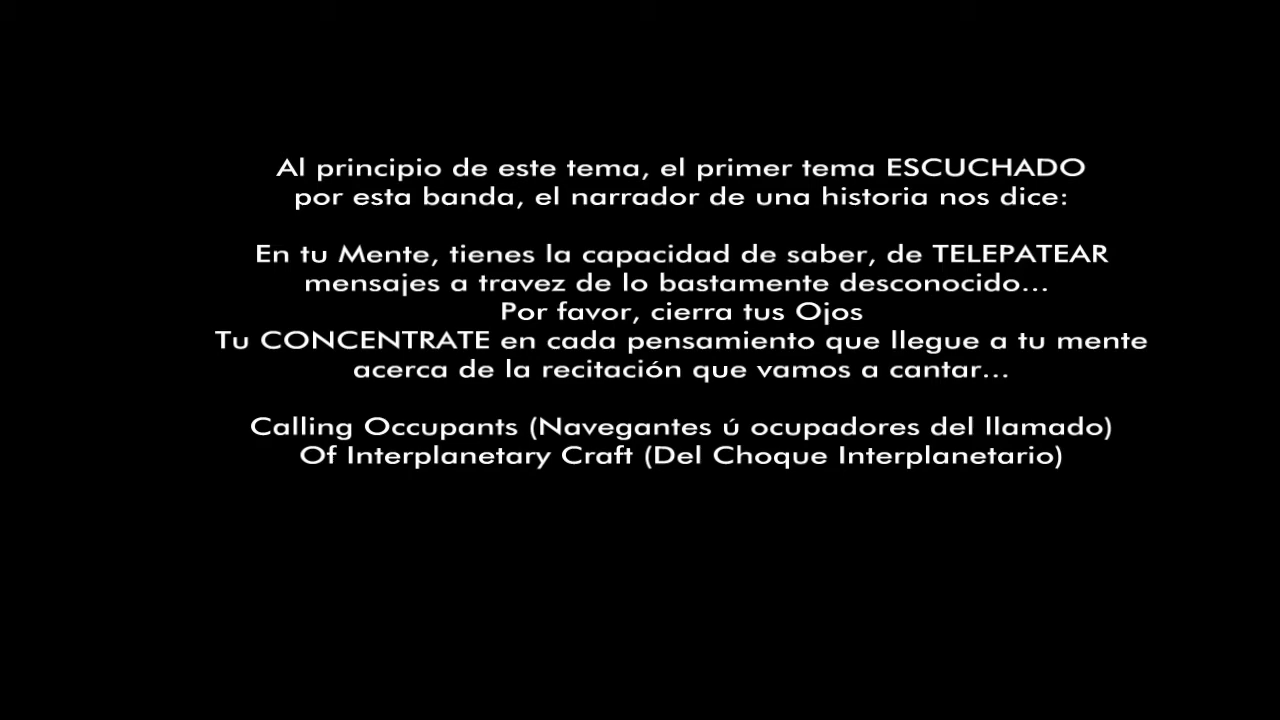 Al principio de este tema, el primer tema ESCUCHADO
por esta banda, el narrador de una historia nos dice:
En tu Mente, tienes la capacidad de saber, de TELEPATEAR
mensajes a travez de lo bastamente desconocido...
Por favor, cierra tus Ojos
Tu CONCENTRATE en cada pensamiento que llegue a tu mente
acerca de la recitación que vamos a cantar...
Calling Occupants (Navegantes ú ocupadores del llamado)
Of Interplanetary Craft (Del Choque Interplanetario)